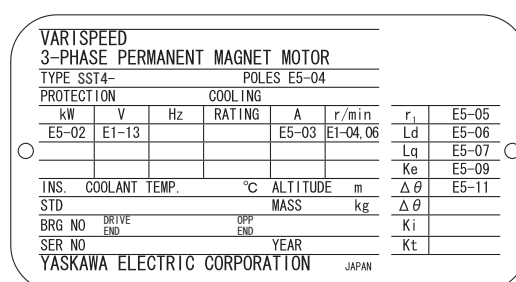 VARISPEED
3-PHASE PERMANENT MAGNET MOTOR
TYPE SST4- POLES E5-04
PROTECTION COOLING
kW V Hz RATING A r/min r1 E5-05
E5-02 E1-13 E5-03 E1-04, 06 Ld E5-06
Lq E5-07
Ke E5-09
INS. COOLANT TEMP. °C ALTITUDE m Δθ E5-11
STD MASS kg Δθ
BRG NO DRIVE END OPP END Ki
SER NO YEAR Kt
YASKAWA ELECTRIC CORPORATION JAPAN